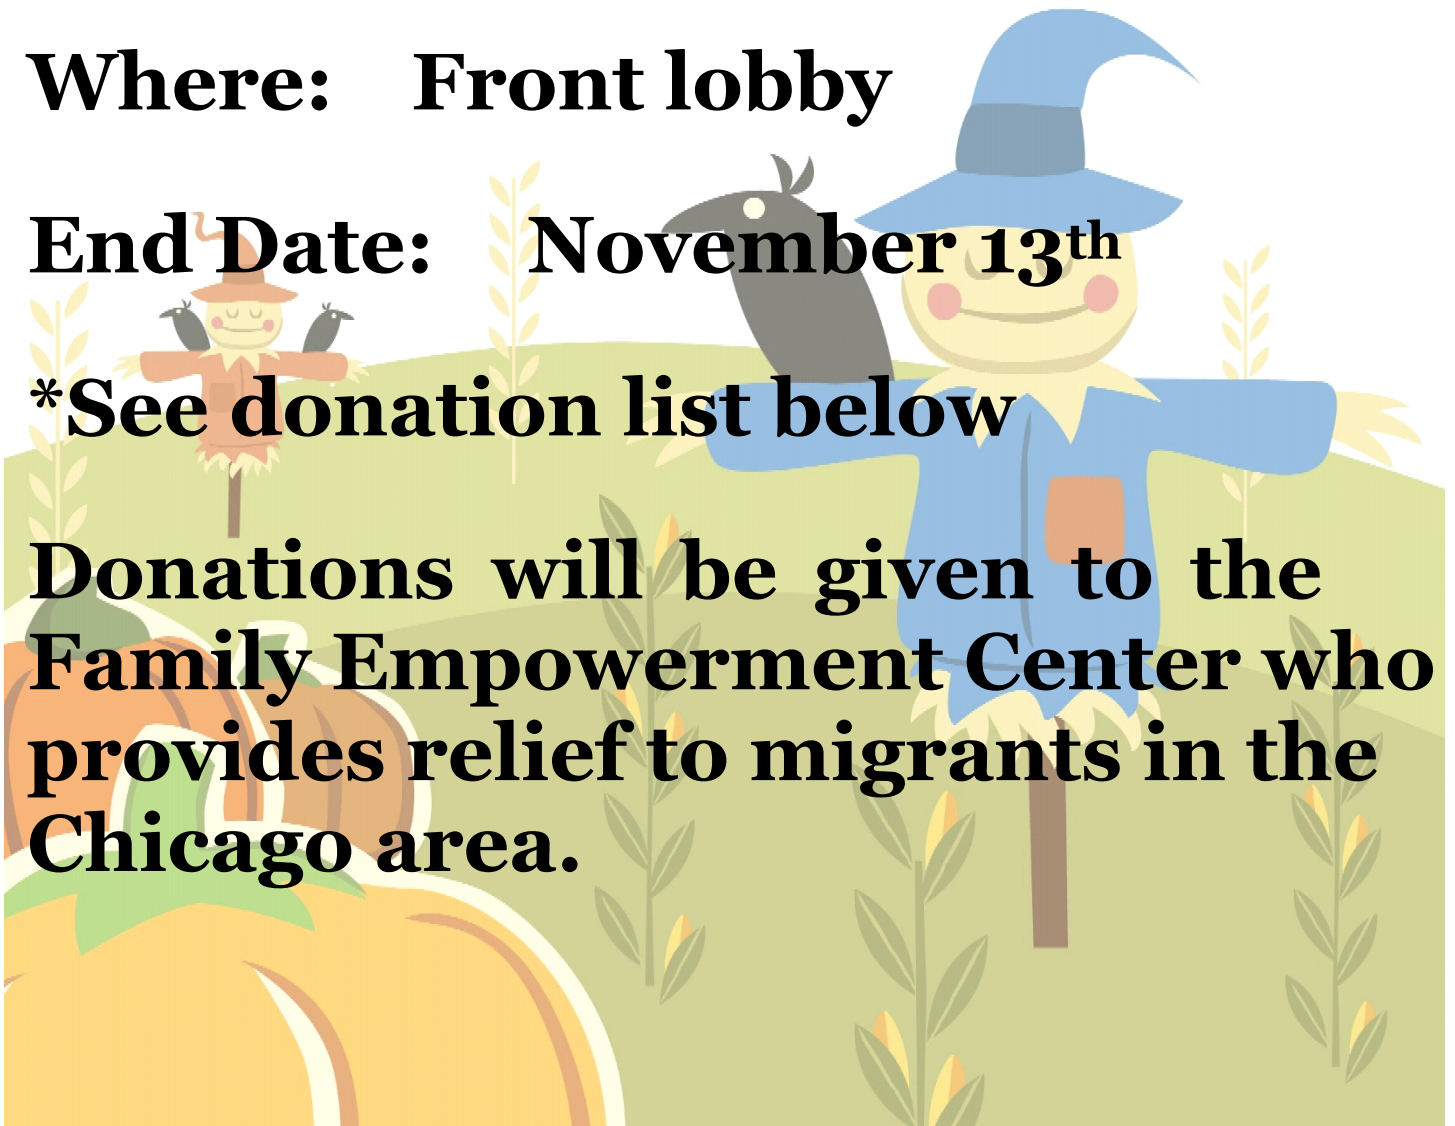 Where: Front lobby
End Date: November 13th
*See donation list below
Donations will be given to the
Family Empowerment Center who
provides relief to migrants in the
Chicago area.